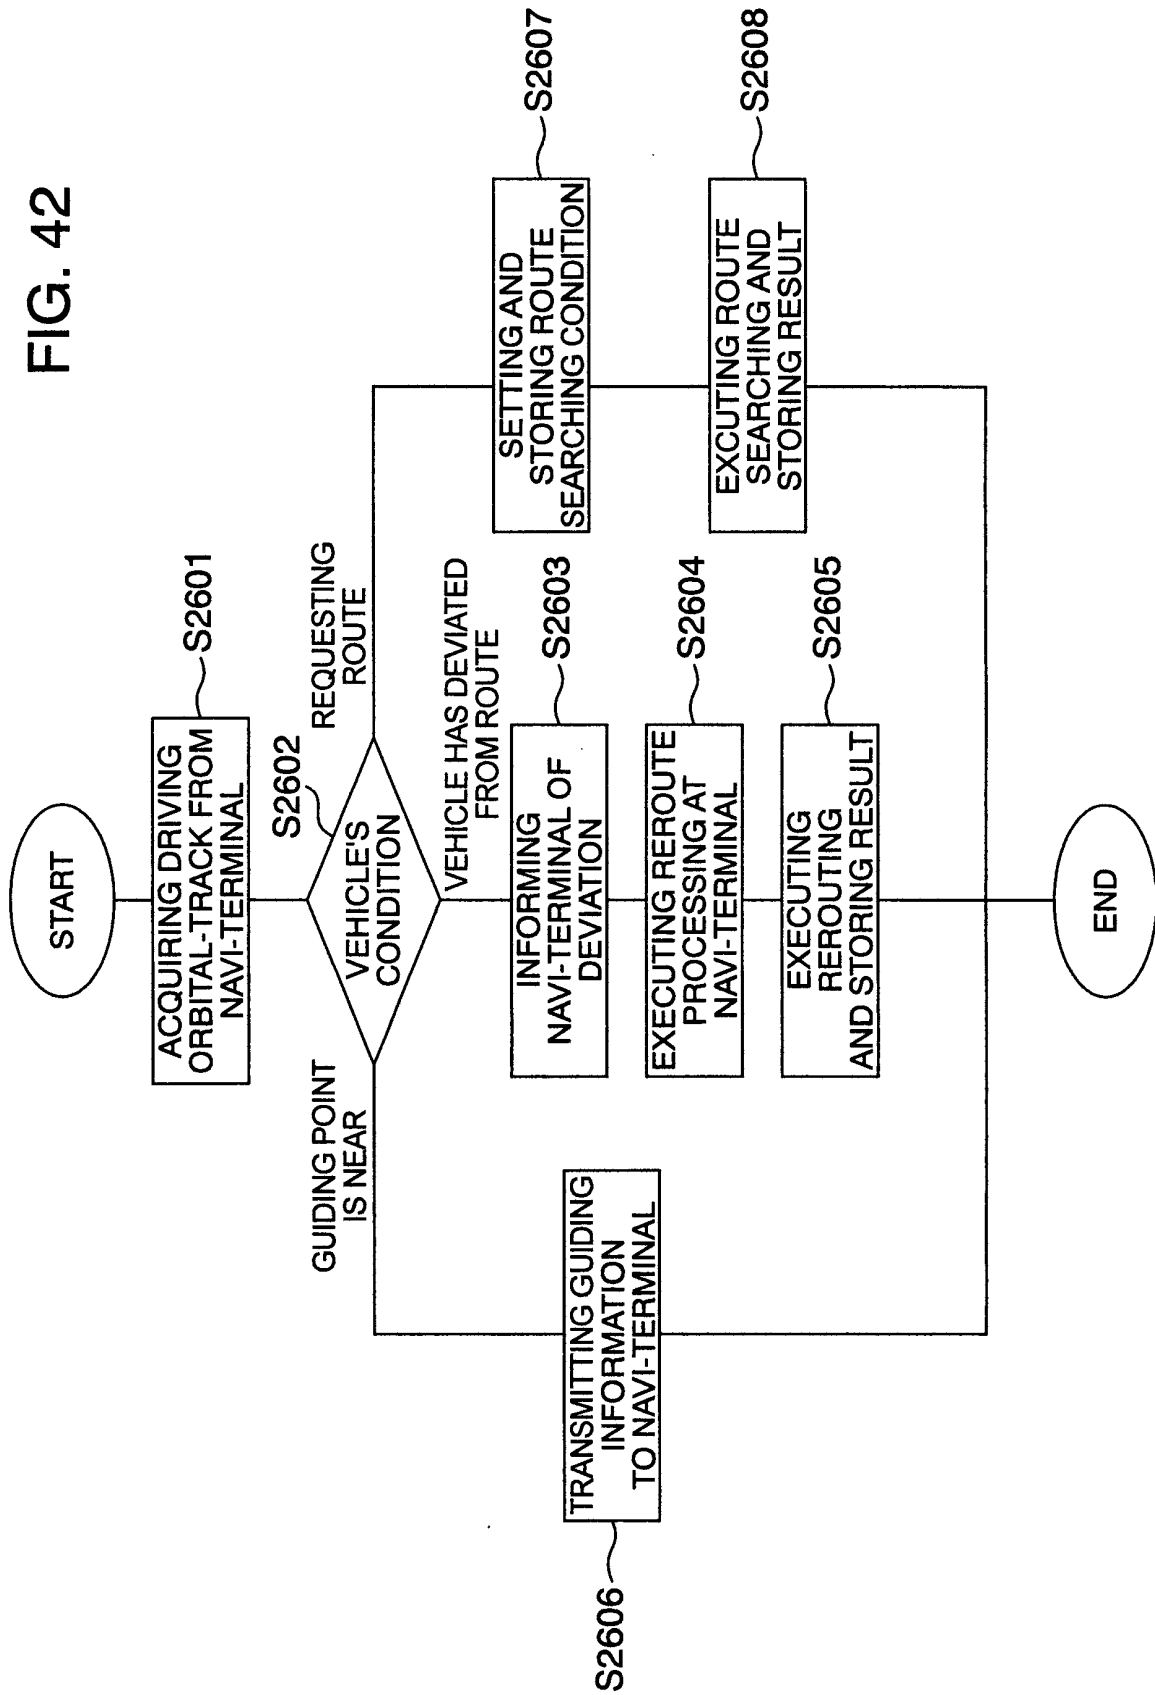 FIG. 42
START
ACQUIRING DRIVING
ORBITAL-TRACK FROM
NAVI-TERMINAL
S2601
S2602
VEHICLE'S
CONDITION
GUIDING POINT
IS NEAR
REQUESTING
ROUTE
VEHICLE HAS DEVIATED
FROM ROUTE
TRANSMITTING GUIDING
INFORMATION
TO NAVI-TERMINAL
S2606
INFORMING
NAVI-TERMINAL OF
DEVIATION
S2603
EXECUTING REROUTE
PROCESSING AT
NAVI-TERMINAL
S2604
EXECUTING
REROUTING
AND STORING RESULT
S2605
SETTING AND
STORING ROUTE
SEARCHING CONDITION
S2607
EXCUTING ROUTE
SEARCHING AND
STORING RESULT
S2608
END